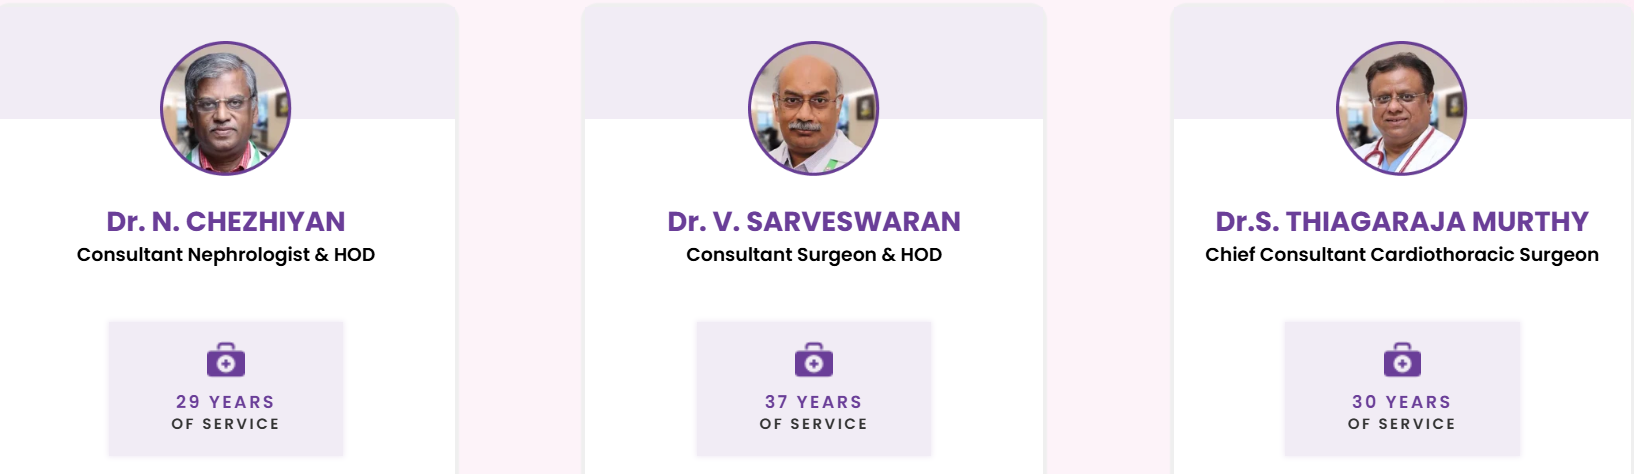 Dr. N. CHEZHIYAN
Consultant Nephrologist & HOD
29 YEARS
OF SERVICE
Dr. V. SARVESWARAN
Consultant Surgeon & HOD
37 YEARS
OF SERVICE
Dr.S. THIAGARAJA MURTHY
Chief Consultant Cardiothoracic Surgeon
30 YEARS
OF SERVICE